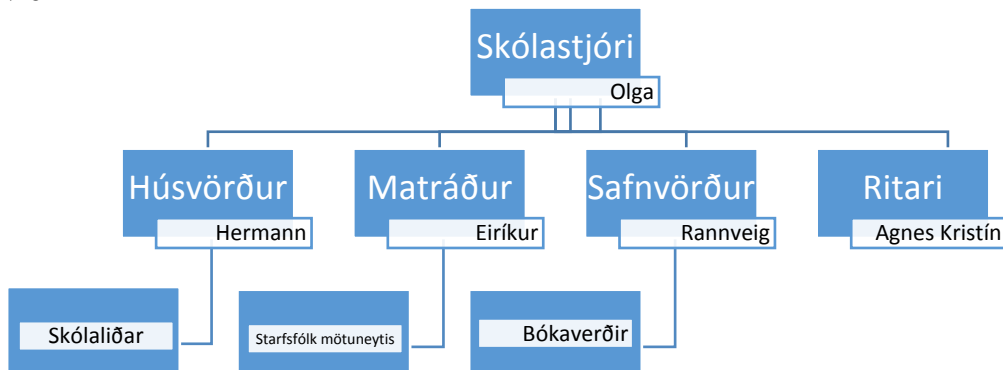 Skólastjóri
Olga
Húsvörður
Hermann
Matráður
Eiríkur
Safnvörður
Rannveig
Ritari
Agnes Kristín
Skólaliðar
Starfsfólk mötuneytis
Bókaverðir